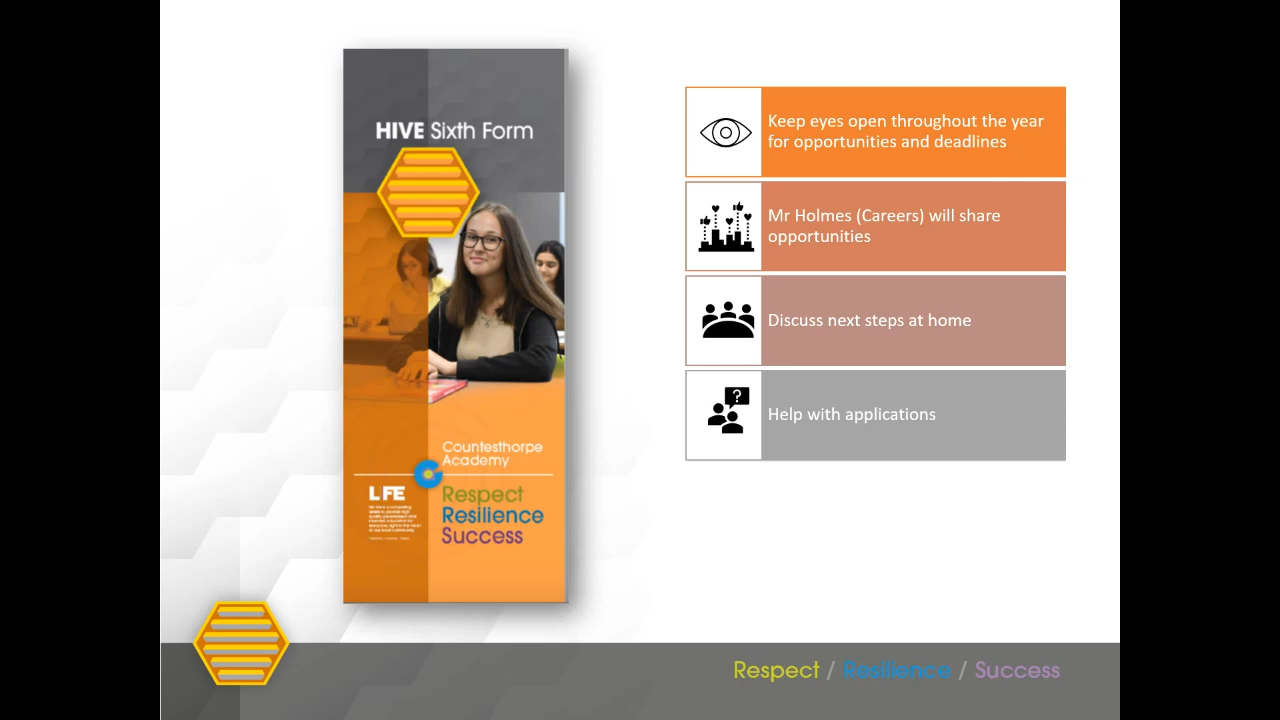 HIVE Sixth Form
Countesthorpe
Academy
LIFE
Respect
Resilience
Success
Keep eyes open throughout the year
for opportunities and deadlines
Mr Holmes (Careers) will share
opportunities
Discuss next steps at home
?
Help with applications
Respect / Resilience / Success